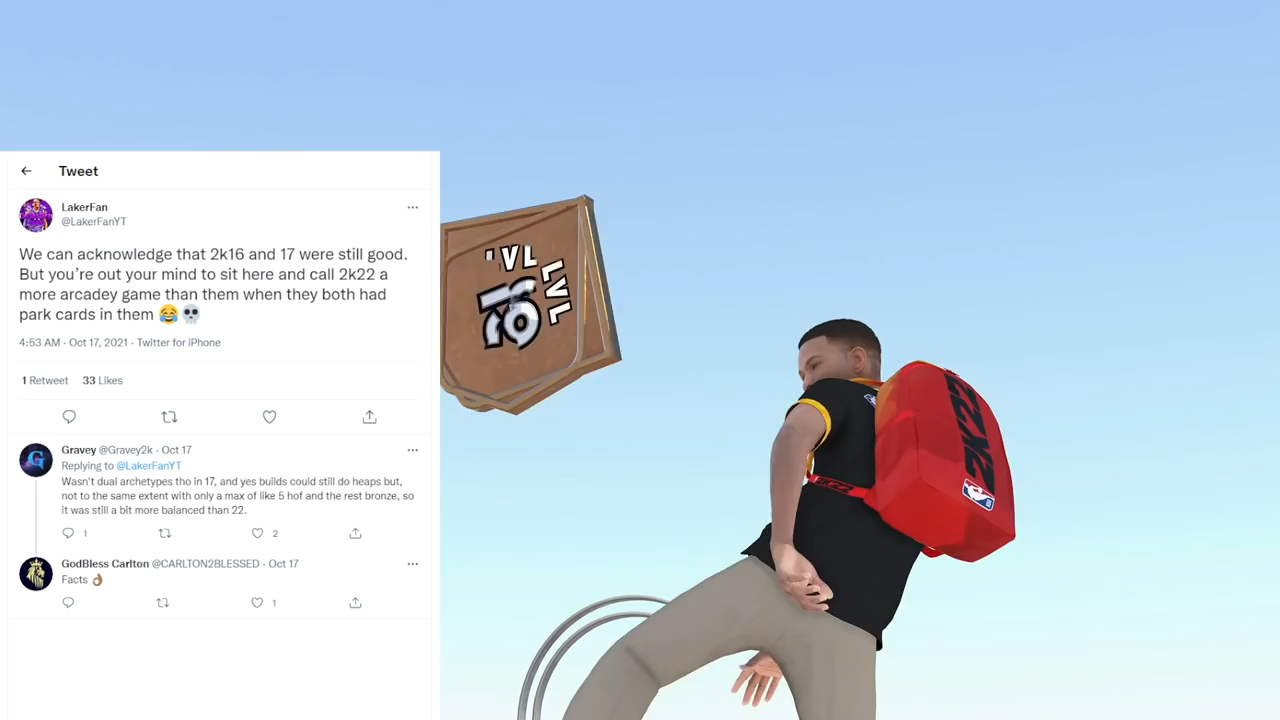 Tweet
LakerFan
@LakerFanYT
We can acknowledge that 2k16 and 17 were still good.
But you’re out your mind to sit here and call 2k22 a
more arcadey game than them when they both had
park cards in them 😂💀
4:53 AM · Oct 17, 2021 · Twitter for iPhone
1 Retweet 33 Likes
Gravey @Gravey2k · Oct 17
Replying to @LakerFanYT
Wasn't dual archetypes tho in 17, and yes builds could still do heaps but,
not to the same extent with only a max of like 5 hof and the rest bronze, so
it was still a bit more balanced than 22.
1 2
GodBless Carlton @CARLTON2BLESSED · Oct 17
Facts 👌🏽
1
LVL
2K22
2K22